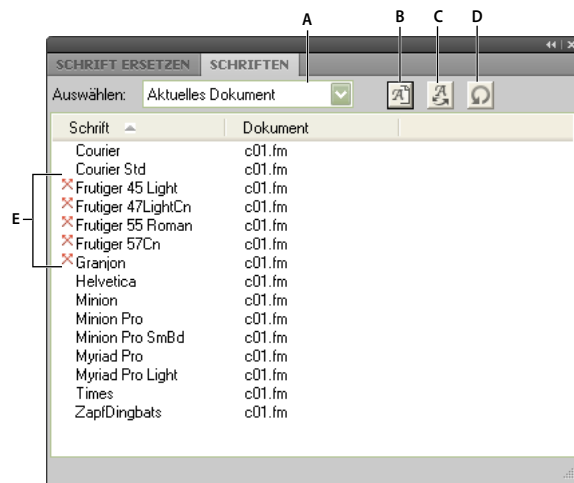 A B C D
SCHRIFT ERSETZEN SCHRIFTEN
Auswählen: Aktuelles Dokument
Schrift Dokument
Courier c01.fm
Courier Std c01.fm
Frutiger 45 Light c01.fm
Frutiger 47LightCn c01.fm
E
Frutiger 55 Roman c01.fm
Frutiger 57Cn c01.fm
Granjon c01.fm
Helvetica c01.fm
Minion c01.fm
Minion Pro c01.fm
Minion Pro SmBd c01.fm
Myriad Pro c01.fm
Myriad Pro Light c01.fm
Times c01.fm
ZapfDingbats c01.fm